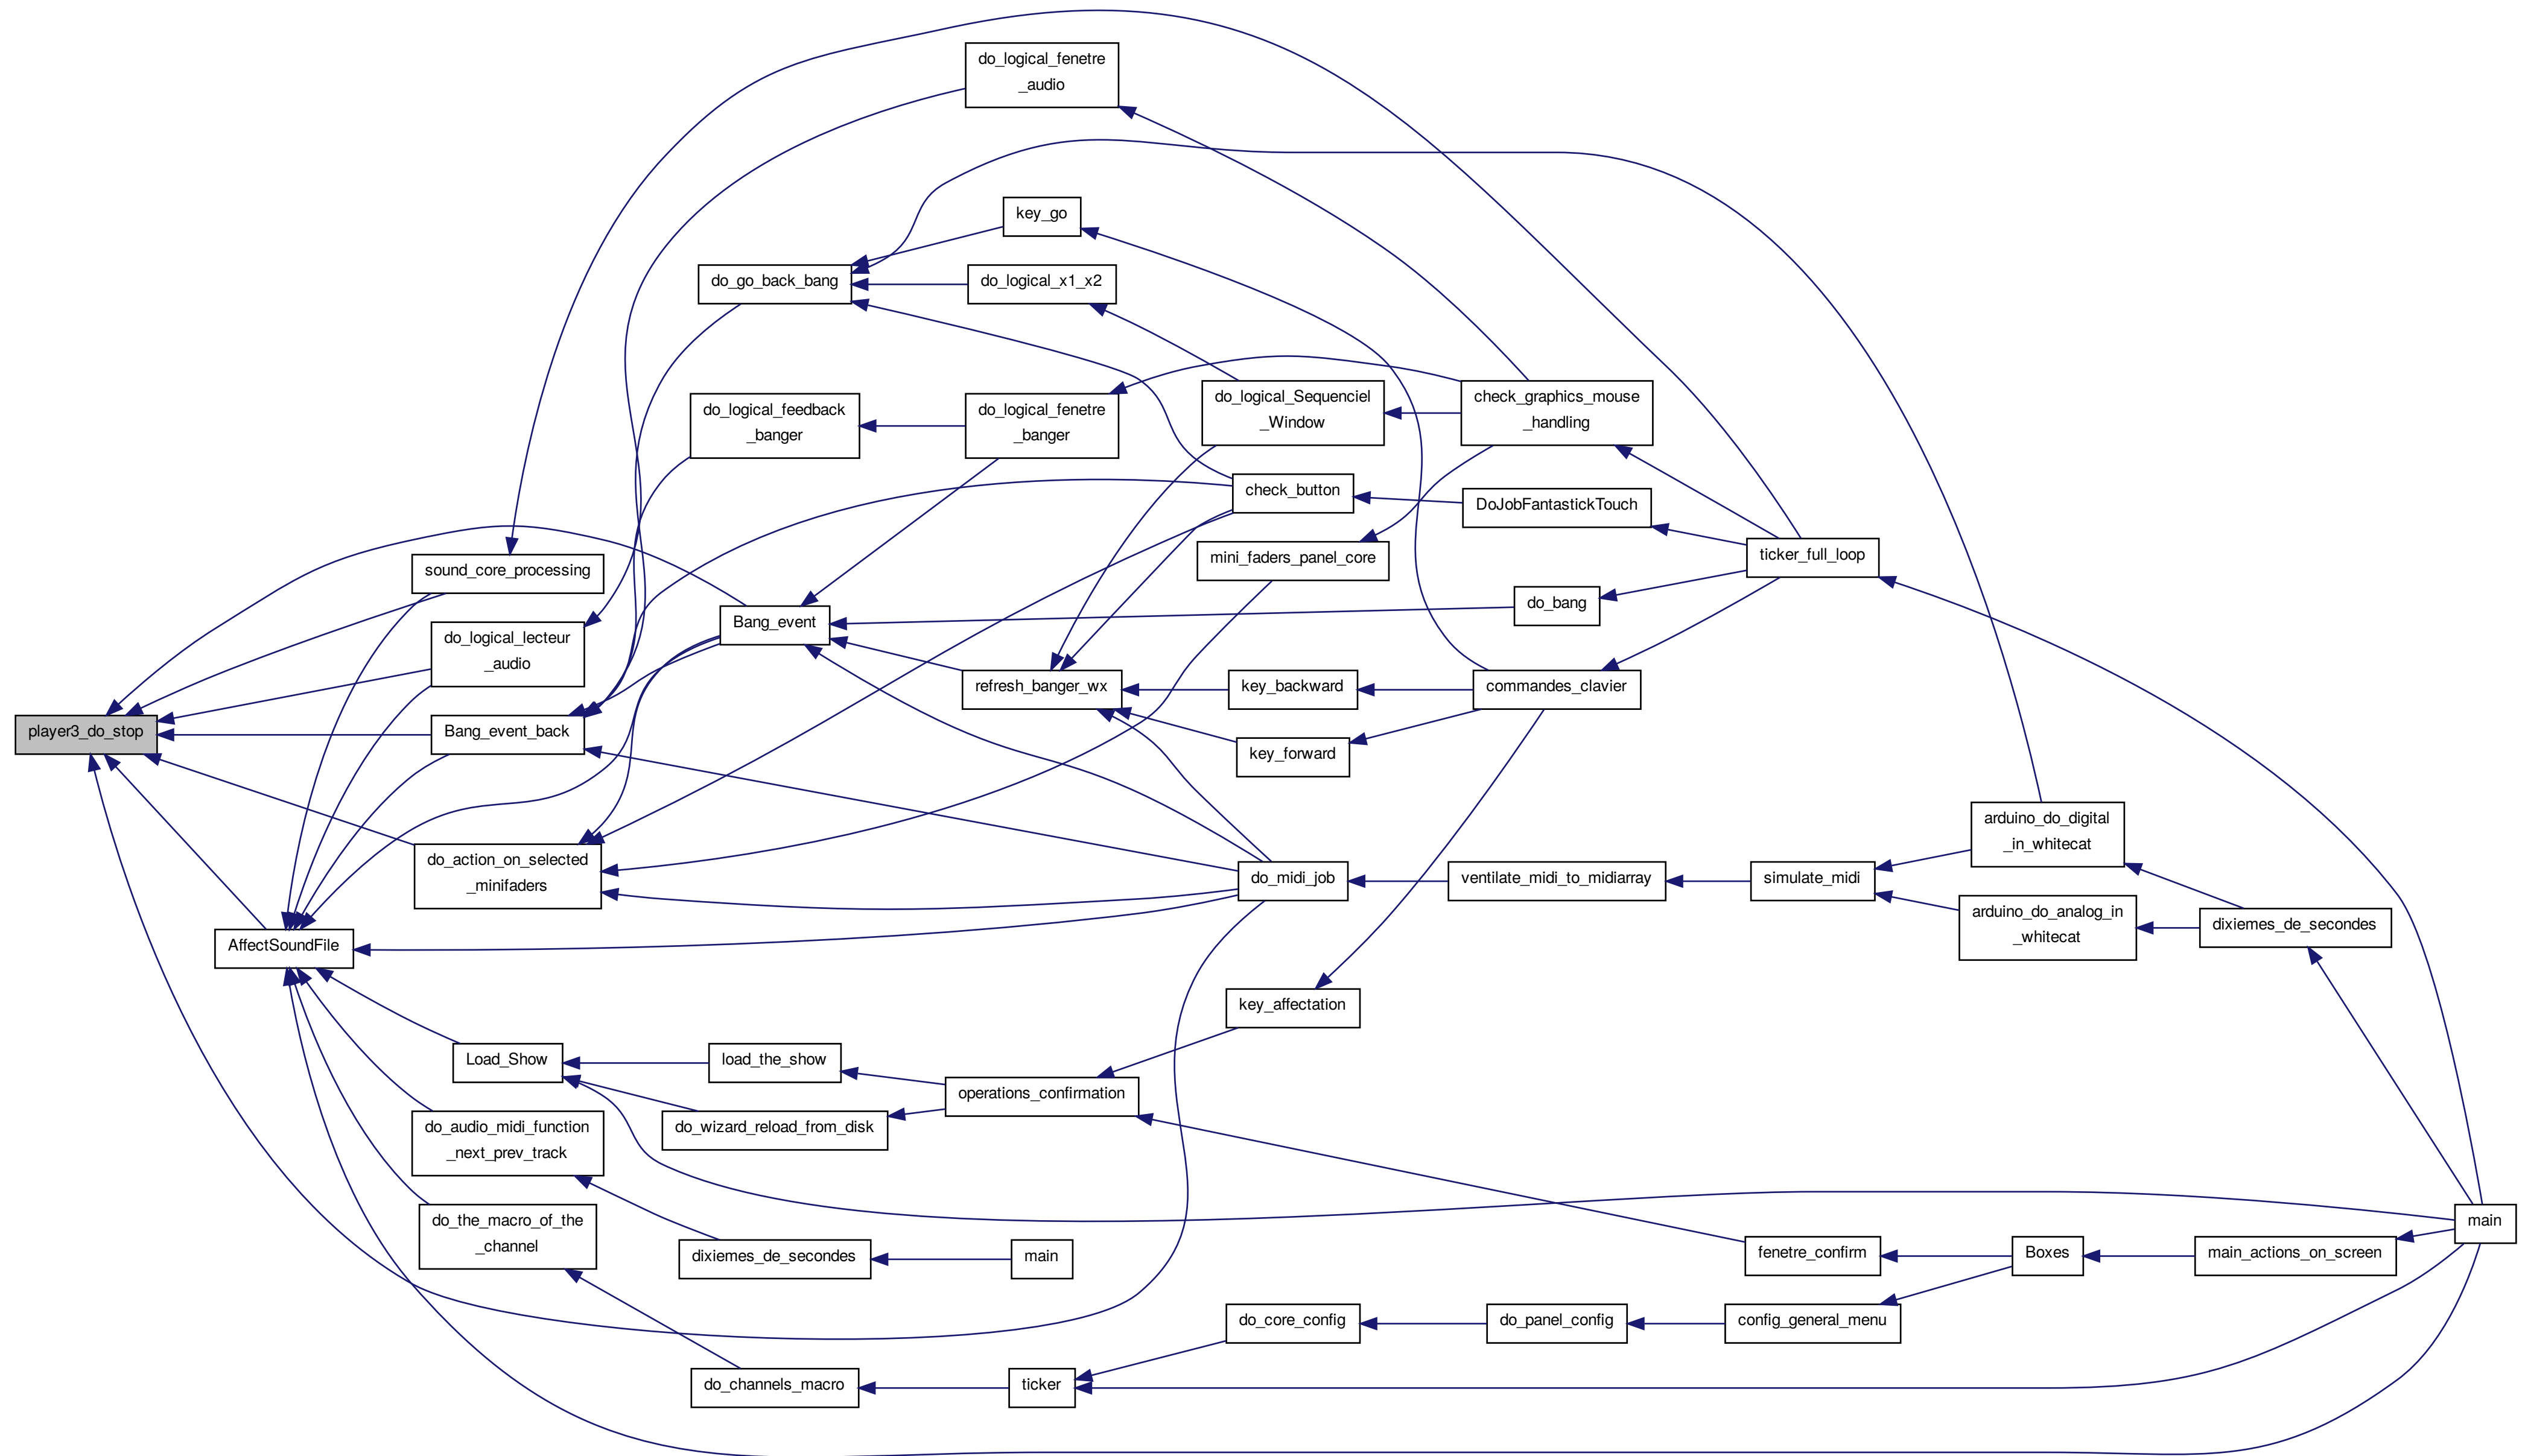 do_logical_fenetre
_audio
key_go
do_go_back_bang
do_logical_x1_x2
do_logical_feedback
_banger
do_logical_fenetre
_banger
do_logical_Sequenciel
_Window
check_graphics_mouse
_handling
check_button
DoJobFantastickTouch
sound_core_processing
mini_faders_panel_core
ticker_full_loop
do_logical_lecteur
_audio
Bang_event
do_bang
refresh_banger_wx
key_backward
commandes_clavier
player3_do_stop
Bang_event_back
key_forward
arduino_do_digital
_in_whitecat
do_action_on_selected
_minifaders
do_midi_job
ventilate_midi_to_midiarray
simulate_midi
arduino_do_analog_in
_whitecat
dixiemes_de_secondes
AffectSoundFile
key_affectation
Load_Show
load_the_show
operations_confirmation
do_audio_midi_function
_next_prev_track
do_wizard_reload_from_disk
do_the_macro_of_the
_channel
main
dixiemes_de_secondes
main
fenetre_confirm
Boxes
main_actions_on_screen
do_core_config
do_panel_config
config_general_menu
do_channels_macro
ticker